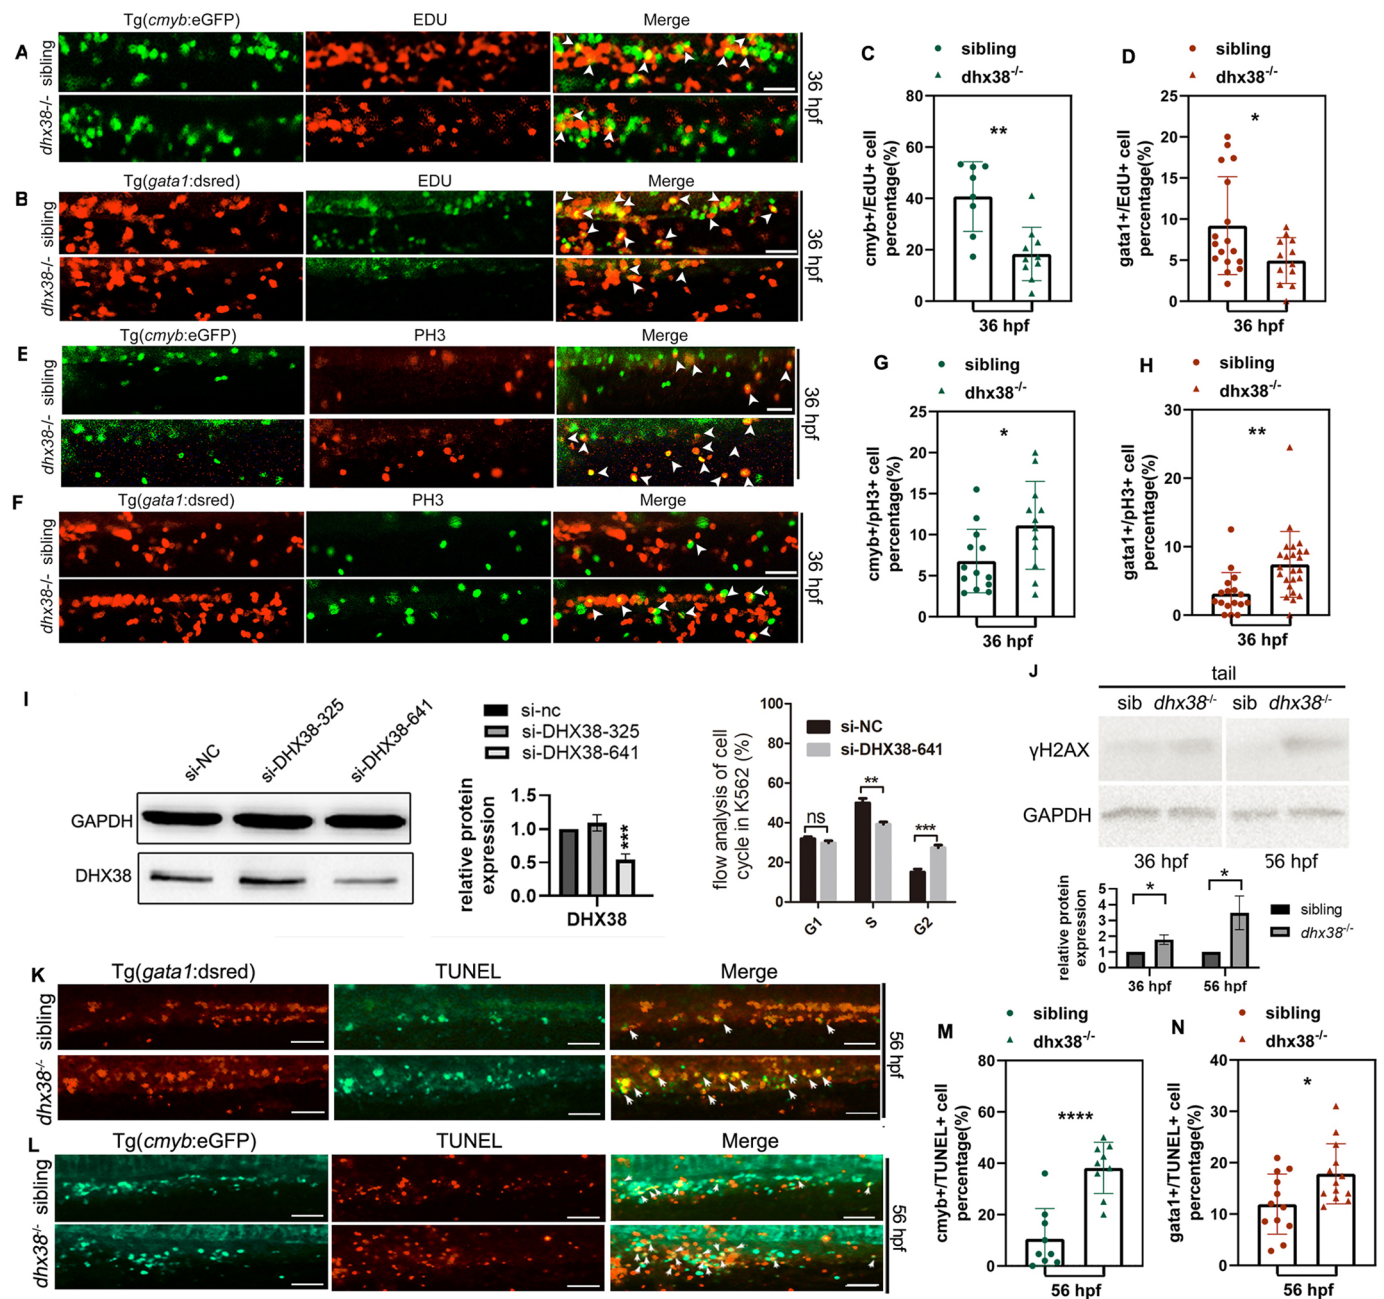 Tg(cmyb:eGFP) EDU Merge
A
sibling
dhx38-/-
36 hpf
Tg(gata1:dsred) EDU Merge
B
sibling
dhx38-/-
36 hpf
Tg(cmyb:eGFP) PH3 Merge
E
sibling
dhx38-/-
36 hpf
Tg(gata1:dsred) PH3 Merge
F
sibling
dhx38-/-
36 hpf
C
sibling
dhx38-/-
cmyb+/EdU+ cell
percentage(%)
80
60
40
20
0
**
36 hpf
D
sibling
dhx38-/-
gata1+/EdU+ cell
percentage(%)
25
20
15
10
5
0
*
36 hpf
G
sibling
dhx38-/-
cmyb+/pH3+ cell
percentage(%)
25
20
15
10
5
0
*
36 hpf
H
sibling
dhx38-/-
gata1+/pH3+ cell
percentage(%)
30
20
10
0
**
36 hpf
I
si-NC si-DHX38-325 si-DHX38-641
GAPDH
DHX38
si-nc
si-DHX38-325
si-DHX38-641
relative protein
expression
1.5
1.0
0.5
0.0
***
DHX38
flow analysis of cell
cycle in K562 (%)
100
80
60
40
20
0
si-NC
si-DHX38-641
ns ** ***
G1 S G2
J
tail
sib dhx38-/- sib dhx38-/-
γH2AX
GAPDH
36 hpf 56 hpf
relative protein
expression
5
4
3
2
1
0
* *
36 hpf 56 hpf
sibling
dhx38-/-
K
Tg(gata1:dsred) TUNEL Merge
sibling
dhx38-/-
56 hpf
L
Tg(cmyb:eGFP) TUNEL Merge
sibling
dhx38-/-
56 hpf
M
sibling
dhx38-/-
cmyb+/TUNEL+ cell
percentage(%)
80
60
40
20
0
****
56 hpf
N
sibling
dhx38-/-
gata1+/TUNEL+ cell
percentage(%)
40
30
20
10
0
*
56 hpf